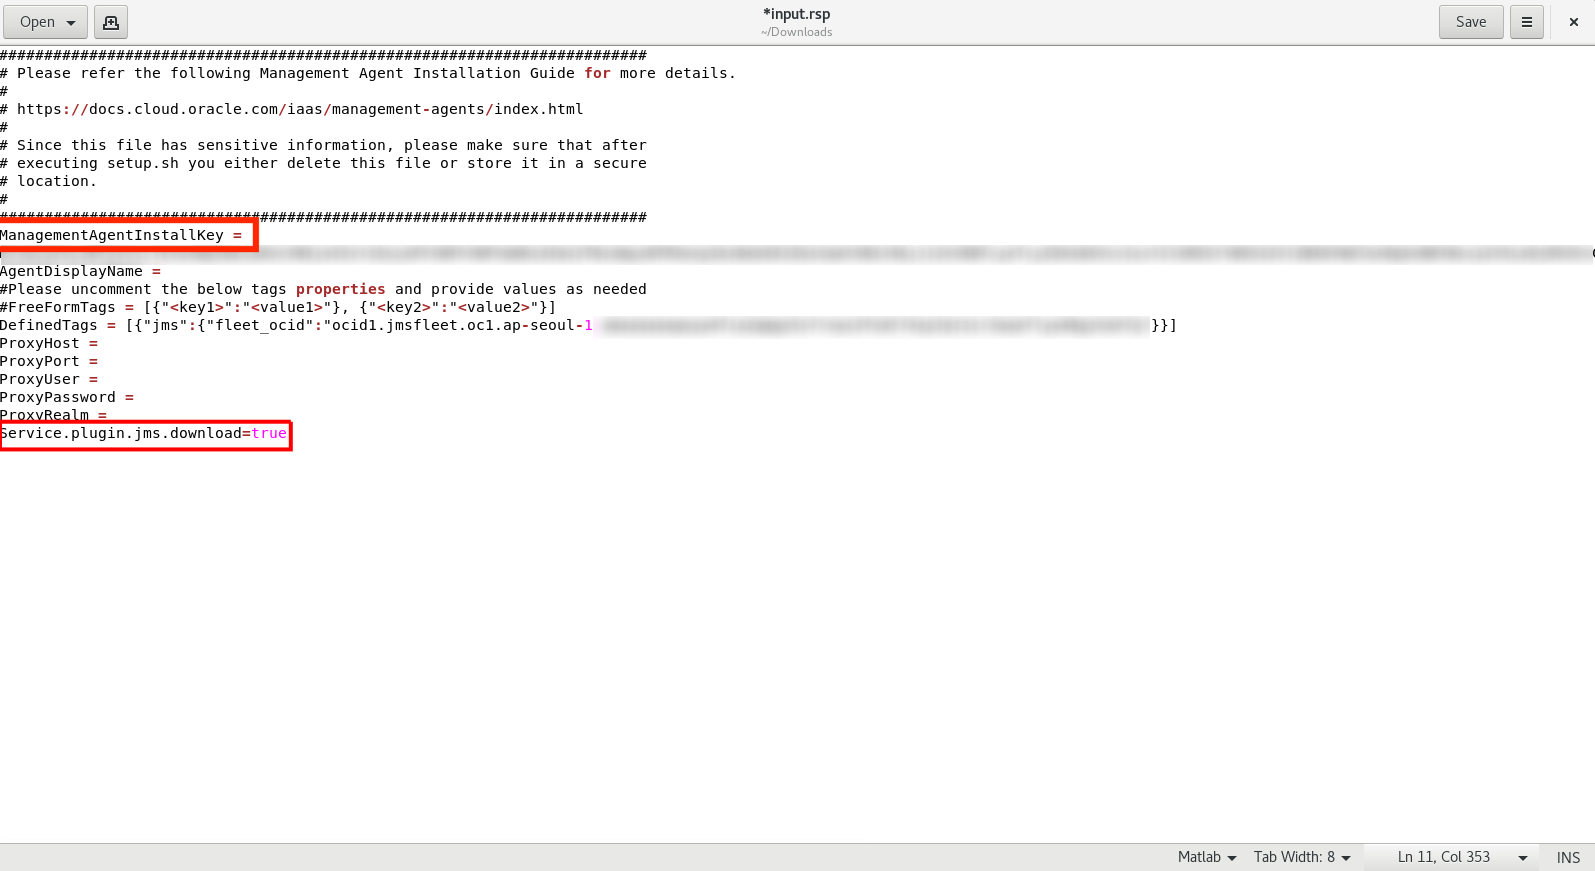 Open
*input.rsp
~/Downloads
Save
########################################################################
# Please refer the following Management Agent Installation Guide for more details.
#
# https://docs.cloud.oracle.com/iaas/management-agents/index.html
#
# Since this file has sensitive information, please make sure that after
# executing setup.sh you either delete this file or store it in a secure
# location.
#
########################################################################
ManagementAgentInstallKey =
AgentDisplayName =
#Please uncomment the below tags properties and provide values as needed
#FreeFormTags = [{"<key1>":"<value1>"}, {"<key2>":"<value2>"}]
DefinedTags = [{"jms":{"fleet_ocid":"ocid1.jmsfleet.oc1.ap-seoul-1 }}]
ProxyHost =
ProxyPort =
ProxyUser =
ProxyPassword =
ProxyRealm =
Service.plugin.jms.download=true
Matlab Tab Width: 8 Ln 11, Col 353 INS